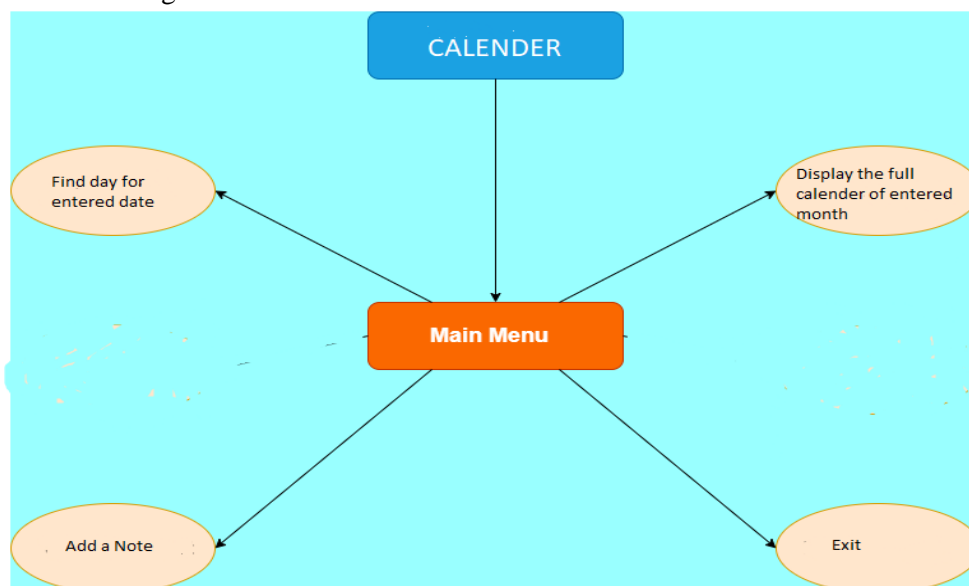 CALENDER
Find day for
entered date
Display the full
calender of entered
month
Main Menu
Add a Note
Exit